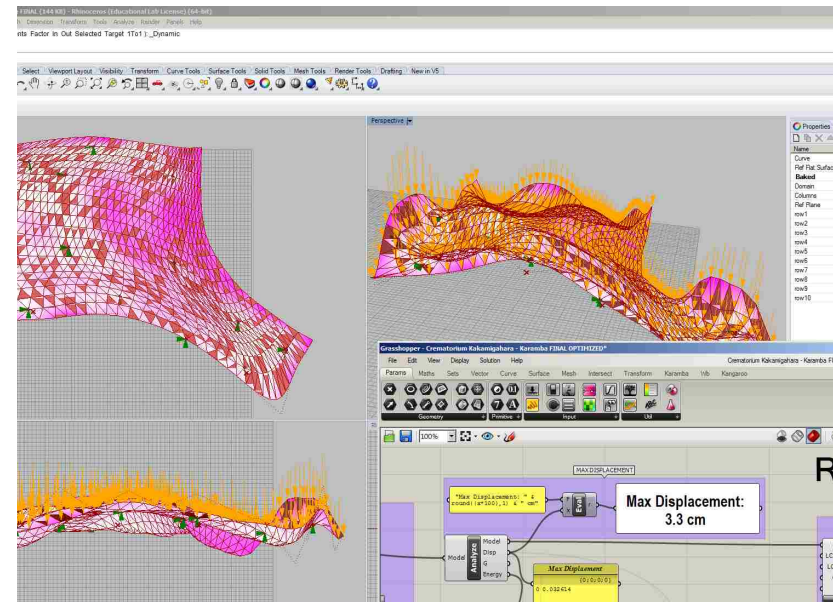 FINAL (144 KB) - Rhinoceros (Educational Lab License) (64-bit)
Dimension Transform Tools Analyze Render Panels Help
nts Factor In Out Selected Target 1To1 ): _Dynamic
Select Viewport Layout Visibility Transform Curve Tools Surface Tools Solid Tools Mesh Tools Render Tools Drafting New in V5
Perspective
Properties
Name
Curve
Ref Flat Surfac
Baked
Domain
Columns
Ref Plane
row1
row2
row3
row4
row5
row6
row7
row8
row9
row10
Grasshopper - Crematorium Kakamigahara - Karamba FINAL OPTIMIZED*
File Edit View Display Solution Help
Crematorium Kakamigahara - Karamba FI
Params Maths Sets Vector Curve Surface Mesh Intersect Transform Karamba Wb Kangaroo
Geometry Primitive Input Util
100%
MAX DISPLACEMENT
"Max Displacement: " &
round((x*100),1) & " cm"
Eval
Max Displacement:
3.3 cm
R
Model
Analyze
Model
Disp
G
Energy
Max Displasment
{0;0;0;0}
0 0.032614
LC
LC